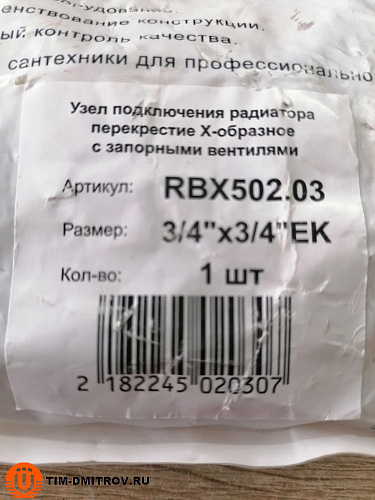 енствование конструкции.
ый контроль качества.
сантехники для профессионально
Узел подключения радиатора
перекрестие Х-образное
с запорными вентилями
Артикул: RBX502.03
Размер: 3/4"x3/4"EK
Кол-во: 1 шт
2 182245 020307
TIM-DMITROV.RU